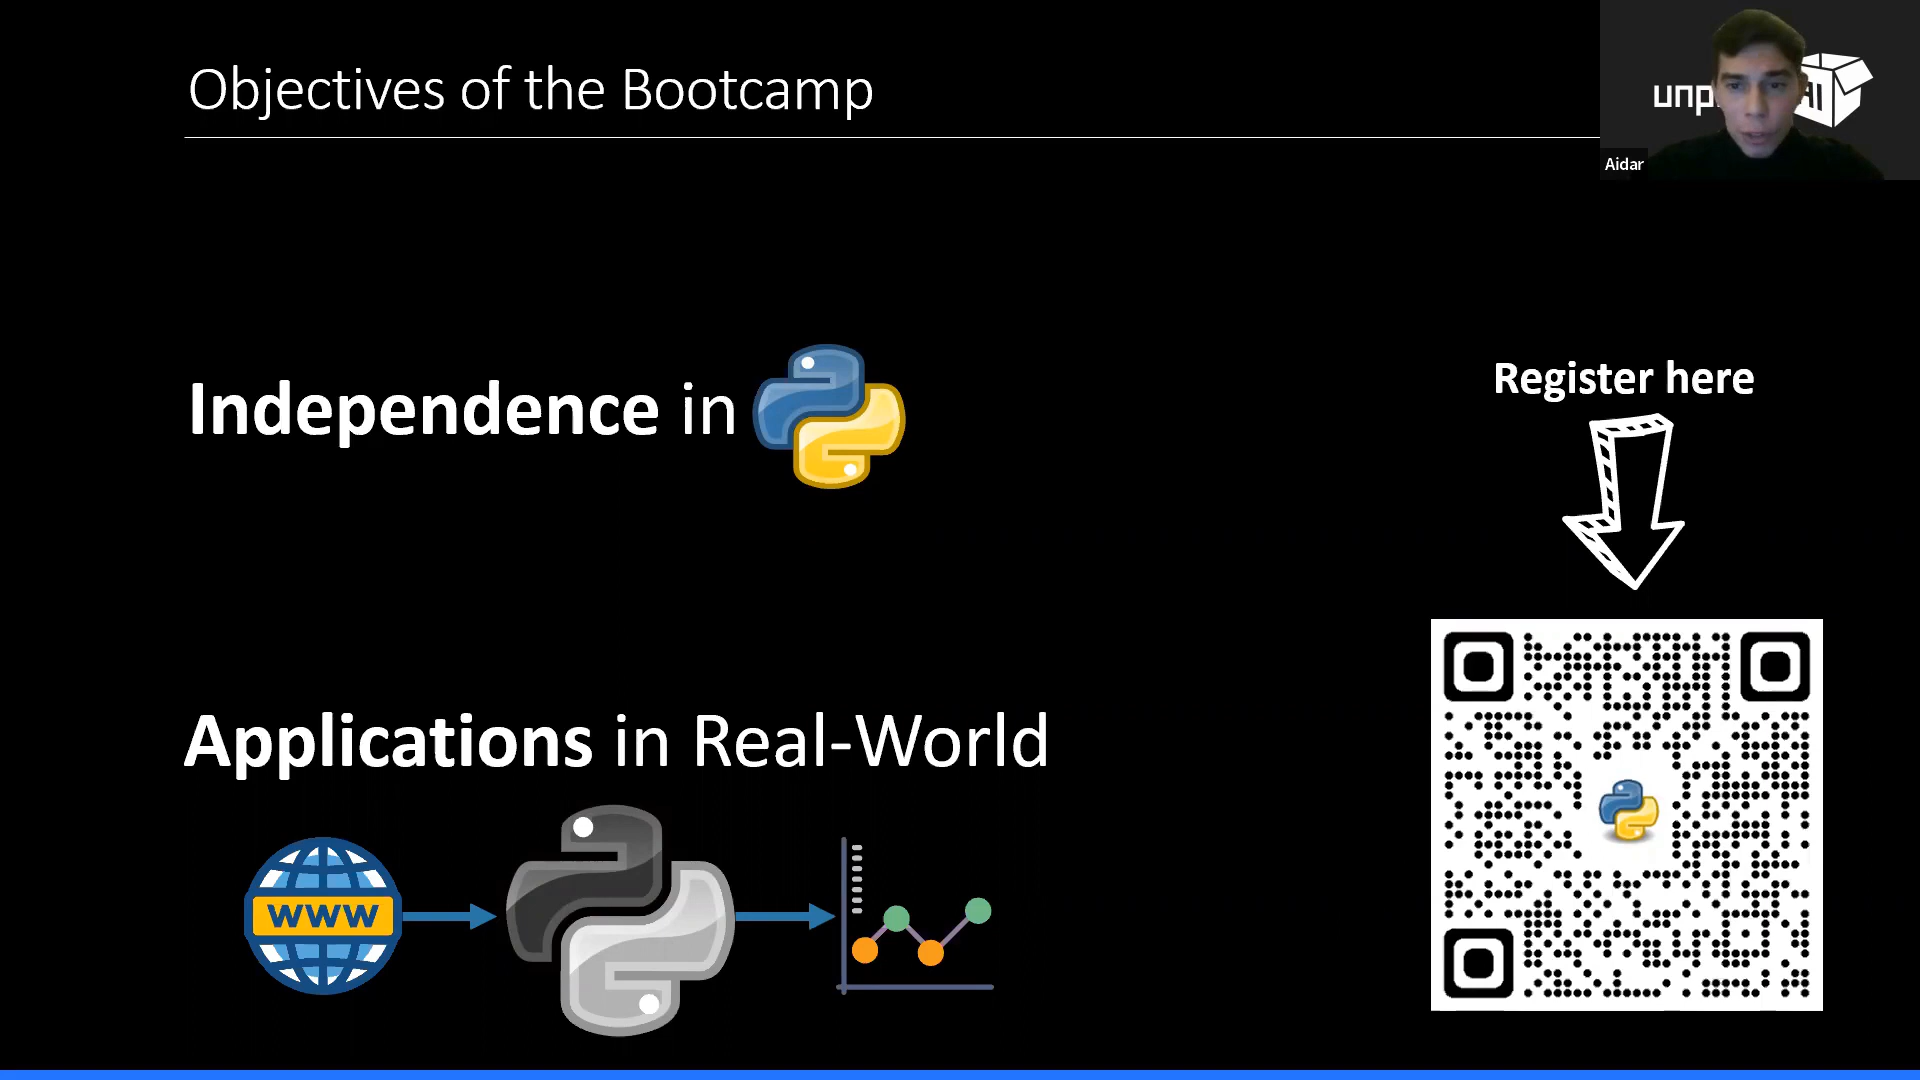 Objectives of the Bootcamp
Aidar
Independence in
Register here
Applications in Real-World
WWW